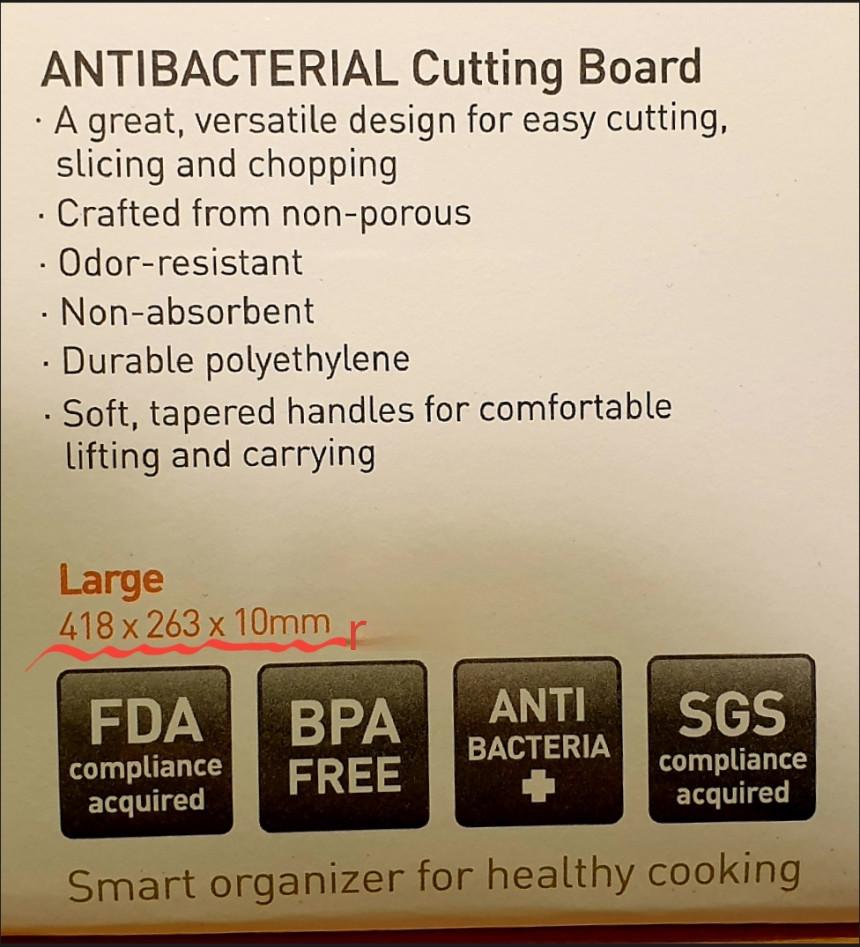 ANTIBACTERIAL Cutting Board
· A great, versatile design for easy cutting,
slicing and chopping
· Crafted from non-porous
· Odor-resistant
· Non-absorbent
· Durable polyethylene
· Soft, tapered handles for comfortable
lifting and carrying
Large
418 x 263 x 10mm r
FDA
compliance
acquired
BPA
FREE
ANTI
BACTERIA
SGS
compliance
acquired
Smart organizer for healthy cooking